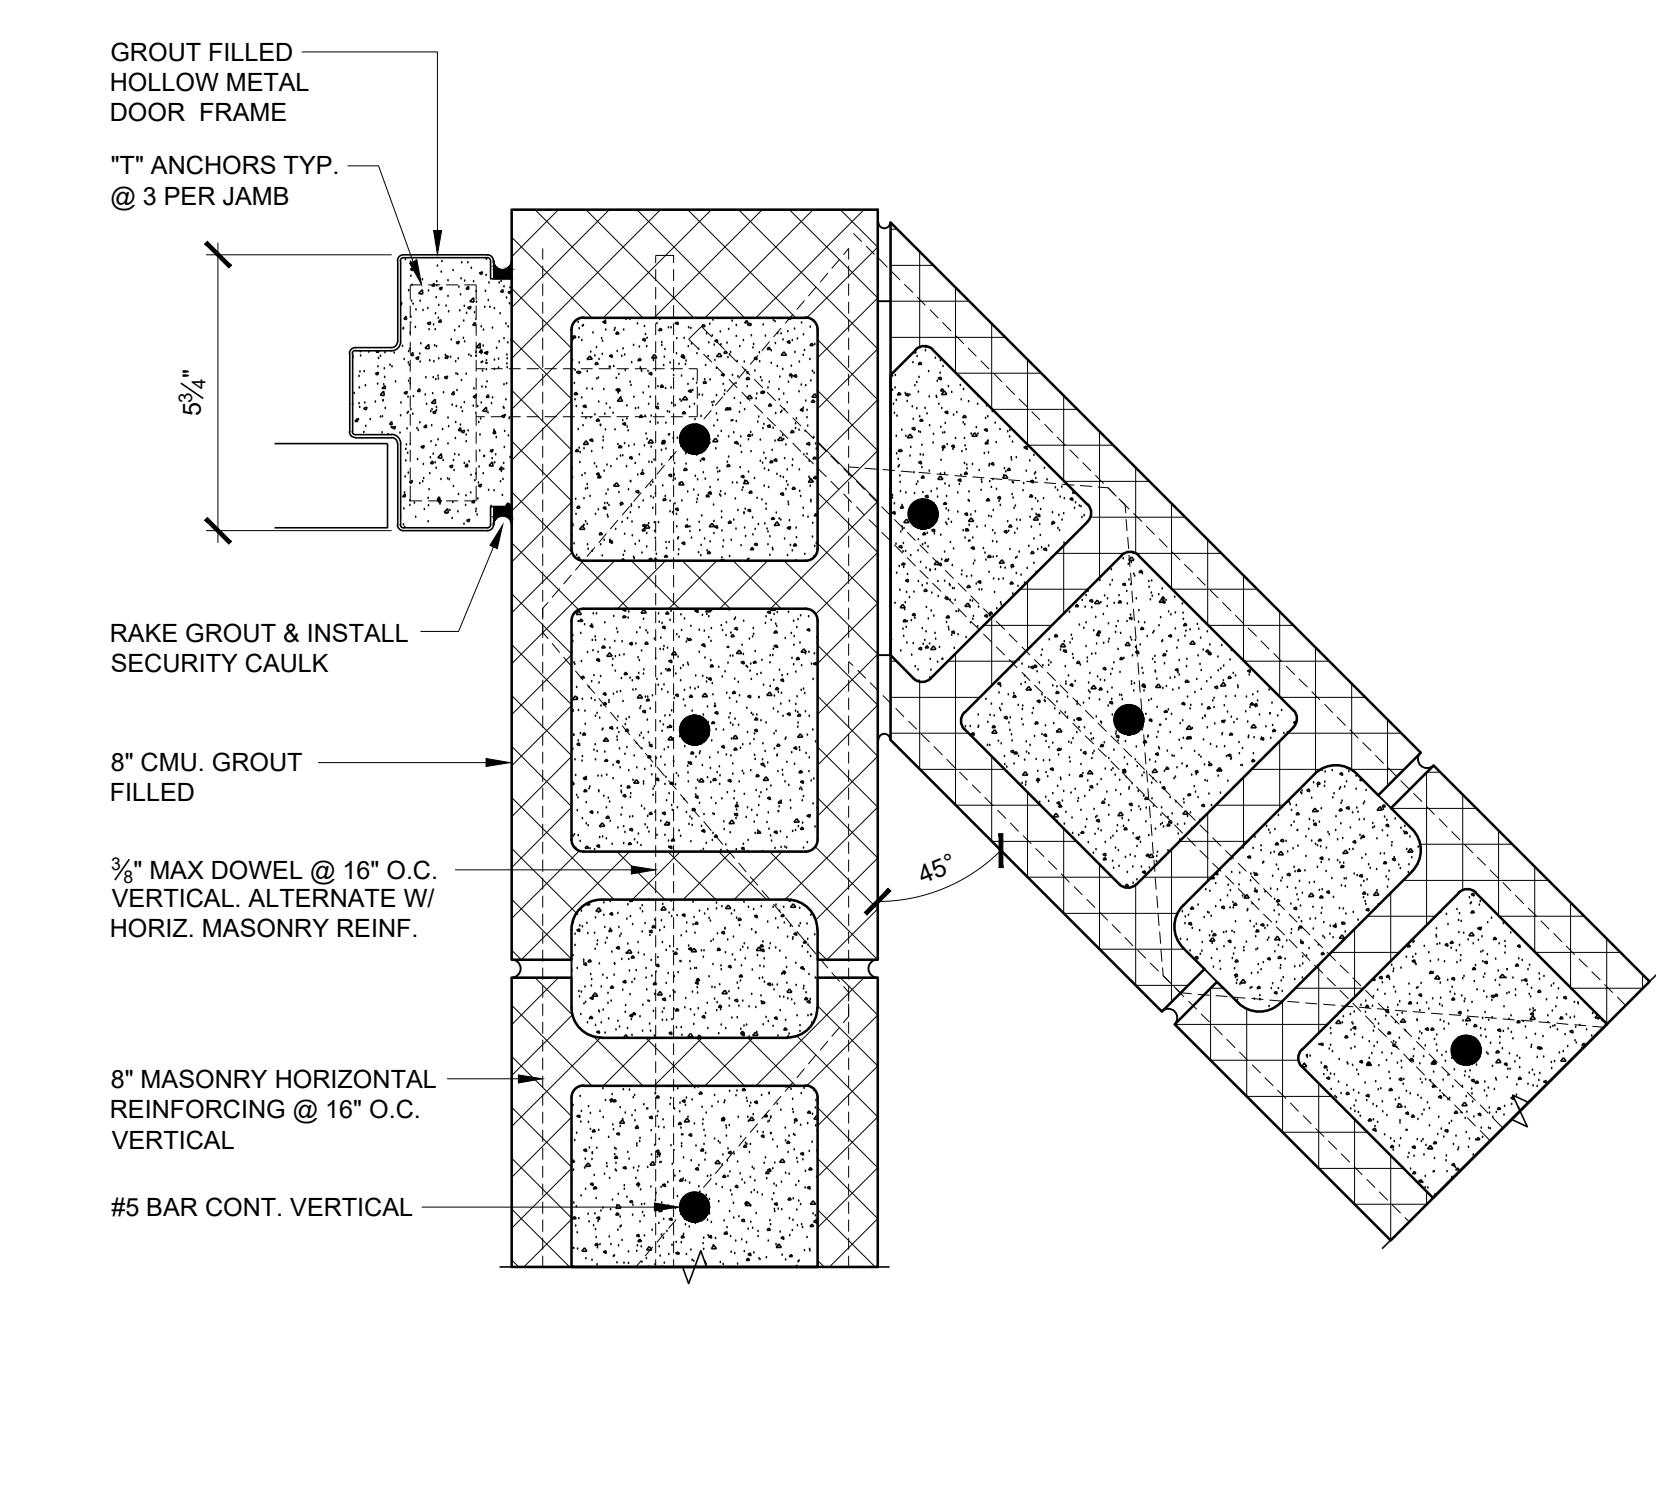 GROUT FILLED
HOLLOW METAL
DOOR  FRAME
"T" ANCHORS TYP.
@ 3 PER JAMB
5¾"
RAKE GROUT & INSTALL
SECURITY CAULK
8" CMU. GROUT
FILLED
⅜" MAX DOWEL @ 16" O.C.
VERTICAL. ALTERNATE W/
HORIZ. MASONRY REINF.
45°
8" MASONRY HORIZONTAL
REINFORCING @ 16" O.C.
VERTICAL
#5 BAR CONT. VERTICAL